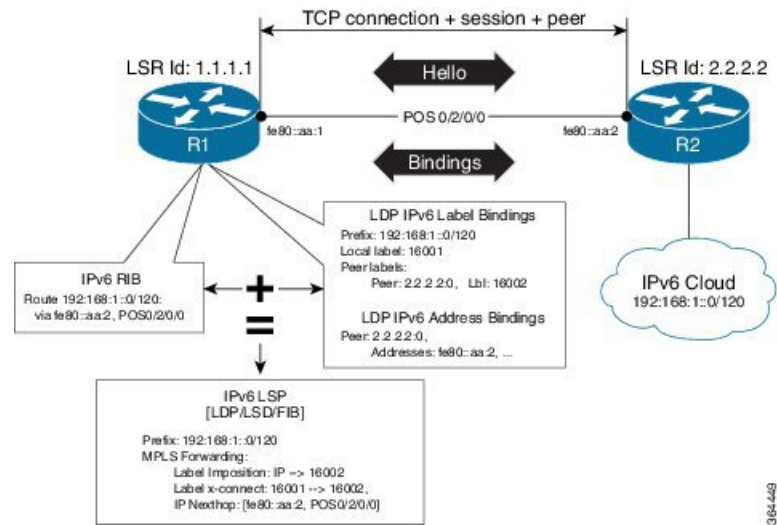 TCP connection + session + peer
LSR Id: 1.1.1.1
LSR Id: 2.2.2.2
Hello
POS 0/2/0/0
fe80::aa:1
fe80::aa:2
R1
R2
Bindings
LDP IPv6 Label Bindings
Prefix: 192:168:1::0/120
Local label: 16001
Peer labels:
Peer: 2.2.2.2:0, Lbl: 16002
LDP IPv6 Address Bindings
Peer: 2.2.2.2:0,
Addresses: fe80::aa:2, ...
IPv6 RIB
Route 192:168:1::0/120:
via fe80::aa:2, POS0/2/0/0
+
=
IPv6 Cloud
192:168:1::0/120
IPv6 LSP
[LDP/LSD/FIB]
Prefix: 192:168:1::0/120
MPLS Forwarding:
Label Imposition: IP –> 16002
Label x-connect: 16001 --> 16002,
IP Nexthop: [fe80::aa:2, POS0/2/0/0]
364449